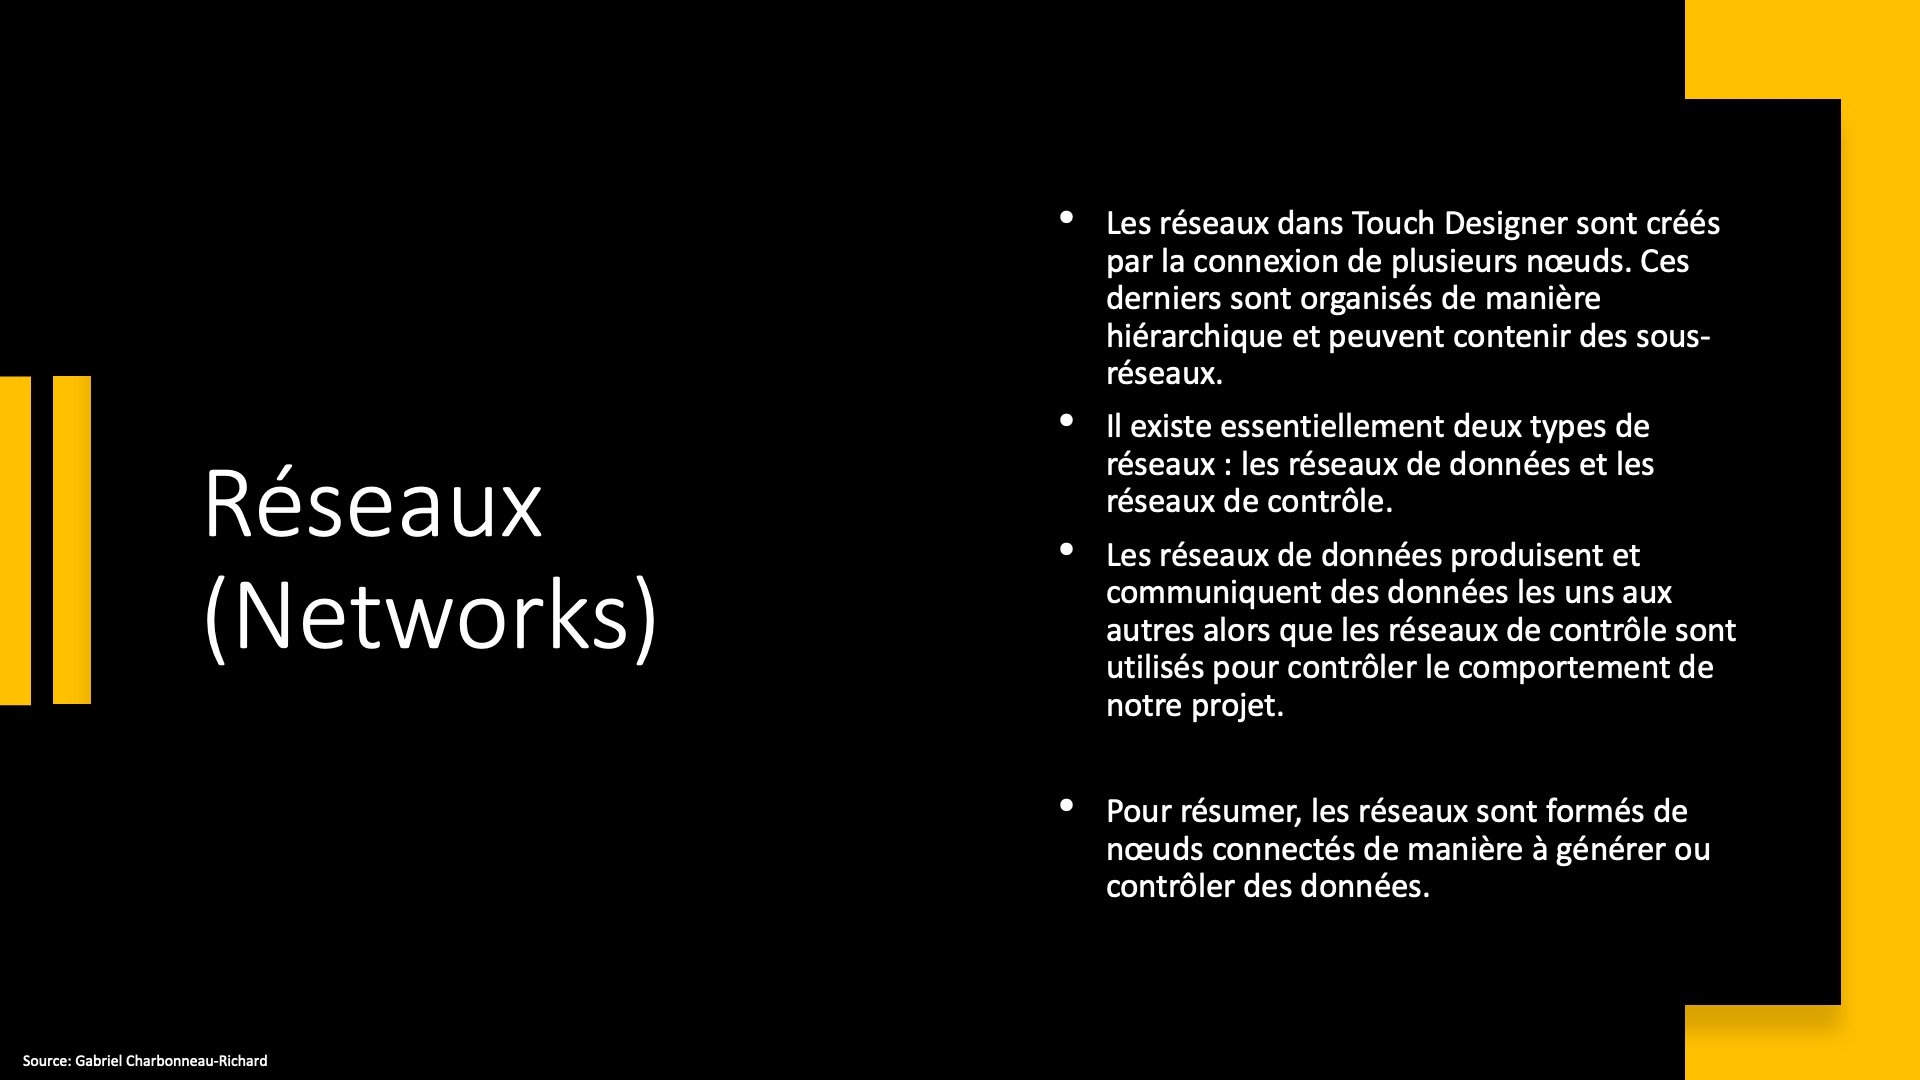 Réseaux
(Networks)
• Les réseaux dans Touch Designer sont créés
par la connexion de plusieurs nœuds. Ces
derniers sont organisés de manière
hiérarchique et peuvent contenir des sous-
réseaux.
• Il existe essentiellement deux types de
réseaux : les réseaux de données et les
réseaux de contrôle.
• Les réseaux de données produisent et
communiquent des données les uns aux
autres alors que les réseaux de contrôle sont
utilisés pour contrôler le comportement de
notre projet.
• Pour résumer, les réseaux sont formés de
nœuds connectés de manière à générer ou
contrôler des données.
Source: Gabriel Charbonneau-Richard